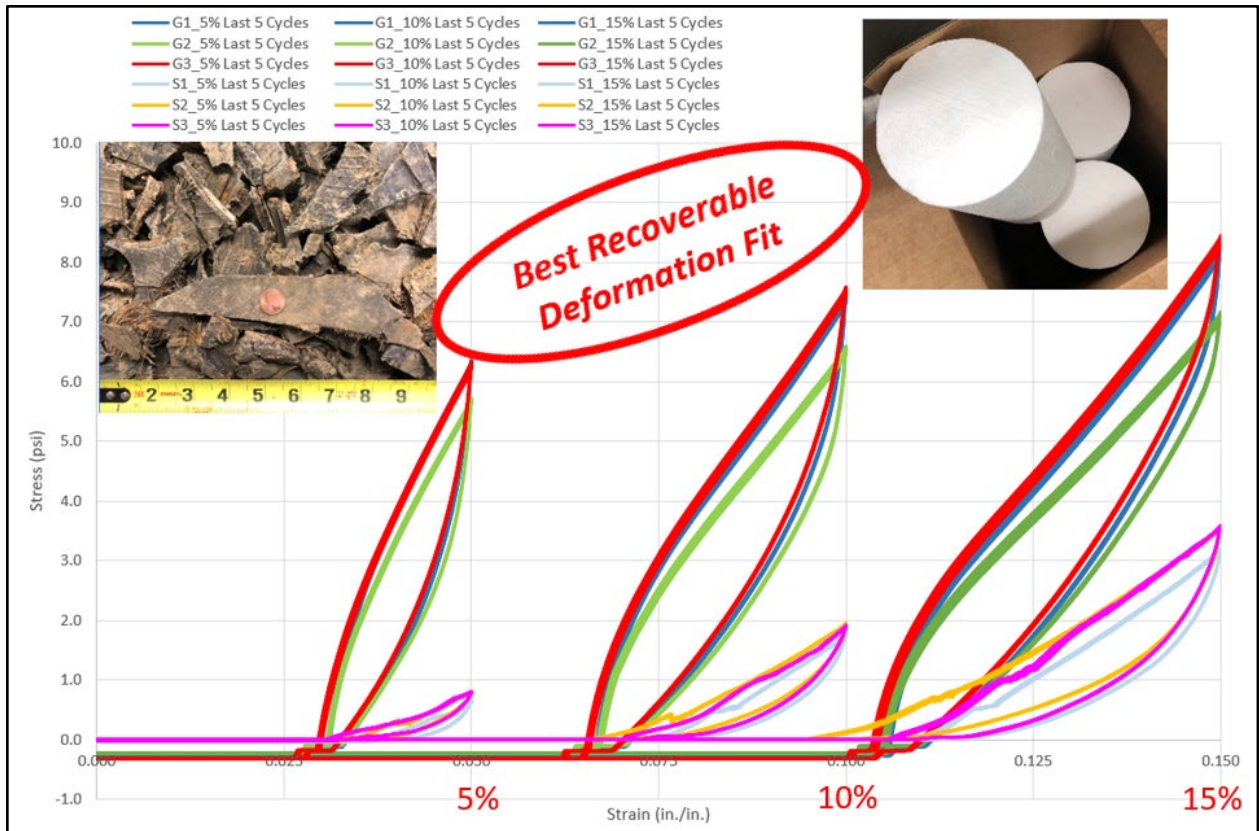 G1_5% Last 5 Cycles G1_10% Last 5 Cycles G1_15% Last 5 Cycles
G2_5% Last 5 Cycles G2_10% Last 5 Cycles G2_15% Last 5 Cycles
G3_5% Last 5 Cycles G3_10% Last 5 Cycles G3_15% Last 5 Cycles
S1_5% Last 5 Cycles S1_10% Last 5 Cycles S1_15% Last 5 Cycles
S2_5% Last 5 Cycles S2_10% Last 5 Cycles S2_15% Last 5 Cycles
S3_5% Last 5 Cycles S3_10% Last 5 Cycles S3_15% Last 5 Cycles
10.0
9.0
8.0
7.0
6.0
5.0
4.0
3.0
2.0
1.0
0.0
-1.0
Stress (psi)
Best Recoverable
Deformation Fit
2 3 4 5 6 7 8 9
0.000 0.025 0.050 0.075 0.100 0.125 0.150
5% 10% 15%
Strain (in./in.)